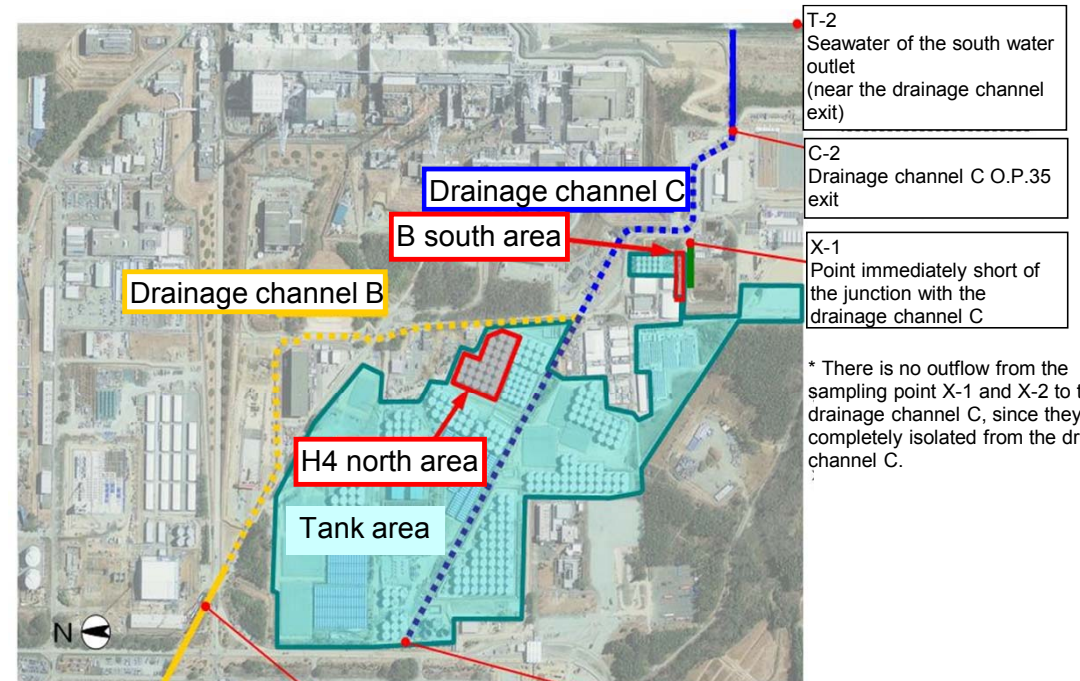 T-2
Seawater of the south water
outlet
(near the drainage channel
exit)
C-2
Drainage channel C O.P.35
exit
Drainage channel C
B south area
X-1
Point immediately short of
the junction with the
drainage channel C
Drainage channel B
* There is no outflow from the
sampling point X-1 and X-2 to
drainage channel C, since they
completely isolated from the
channel C.
H4 north area
Tank area
N